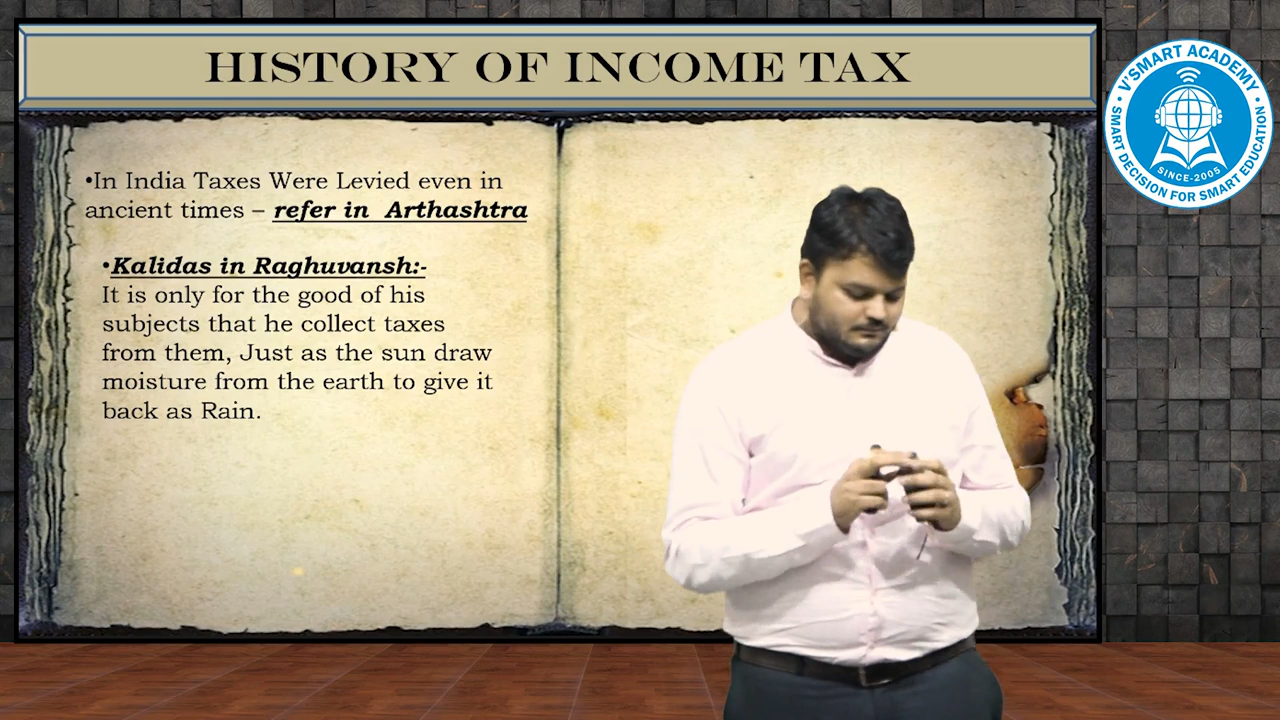 HISTORY OF INCOME TAX
•In India Taxes Were Levied even in
ancient times – refer in Arthashtra
•Kalidas in Raghuvansh:-
It is only for the good of his
subjects that he collect taxes
from them, Just as the sun draw
moisture from the earth to give it
back as Rain.
• V'SMART ACADEMY •
SINCE-2005
SMART DECISION FOR SMART EDUCATION